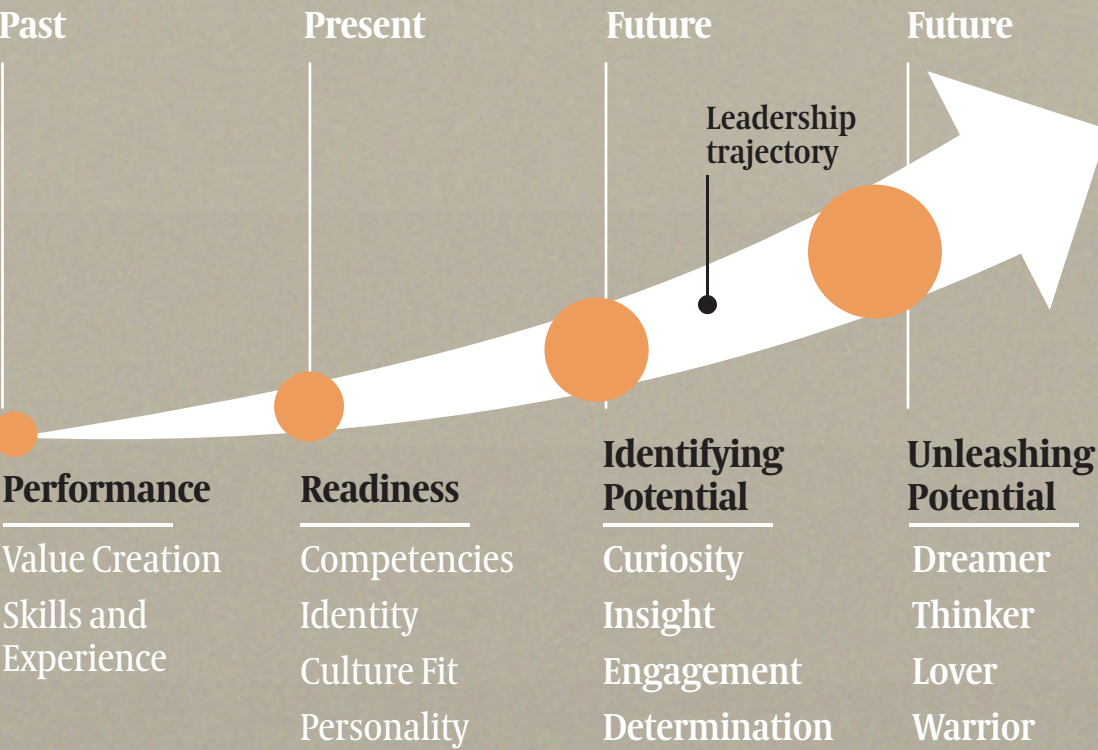 Past
Present
Future
Future
Leadership
trajectory
Performance
Value Creation
Skills and
Experience
Readiness
Competencies
Identity
Culture Fit
Personality
Identifying
Potential
Curiosity
Insight
Engagement
Determination
Unleashing
Potential
Dreamer
Thinker
Lover
Warrior